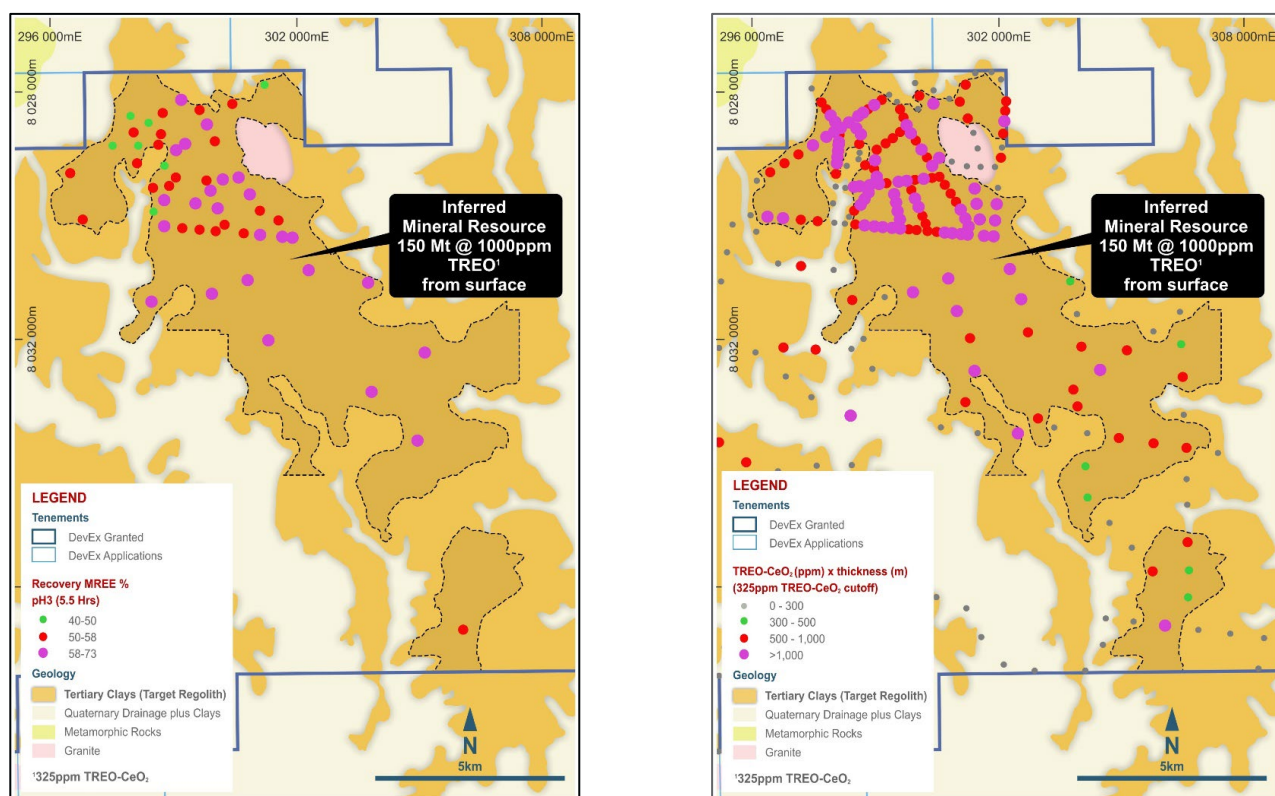 296 000mE
302 000mE
308 000mE
8 028 000m
8 032 000m
Inferred
Mineral Resource
150 Mt @ 1000ppm
TREO¹
from surface
LEGEND
Tenements
DevEx Granted
DevEx Applications
Recovery MREE %
pH3 (5.5 Hrs)
40-50
50-58
58-73
Geology
Tertiary Clays (Target Regolith)
Quaternary Drainage plus Clays
Metamorphic Rocks
Granite
¹325ppm TREO-CeO₂
N
5km
296 000mE
302 000mE
308 000mE
8 028 000m
8 032 000m
Inferred
Mineral Resource
150 Mt @ 1000ppm
TREO¹
from surface
LEGEND
Tenements
DevEx Granted
DevEx Applications
TREO-CeO₂ (ppm) x thickness (m)
(325ppm TREO-CeO₂ cutoff)
0 - 300
300 - 500
500 - 1,000
>1,000
Geology
Tertiary Clays (Target Regolith)
Quaternary Drainage plus Clays
Metamorphic Rocks
Granite
¹325ppm TREO-CeO₂
N
5km